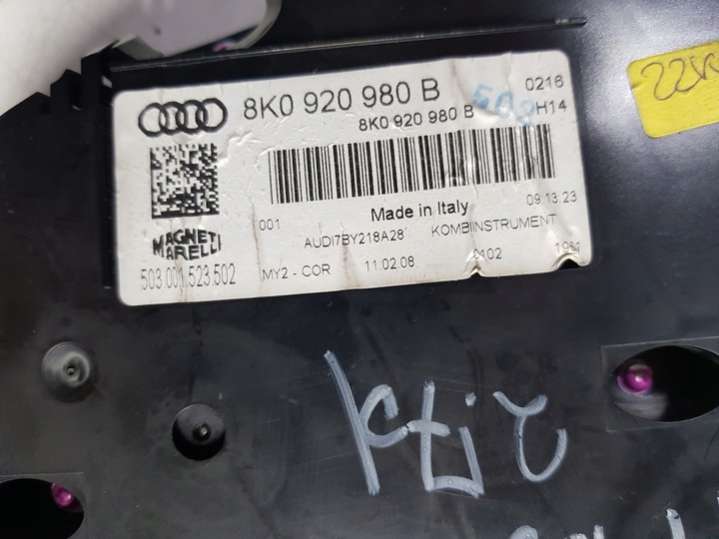 8K0 920 980 B
0216
8K0 920 980 B
H14
Made in Italy
09:13:23
001
AUDI7BY218A28
KOMBIINSTRUMENT
MAGNETI
MARELLI
503.001.523.502
MY2 - COR
11.02.08
0102